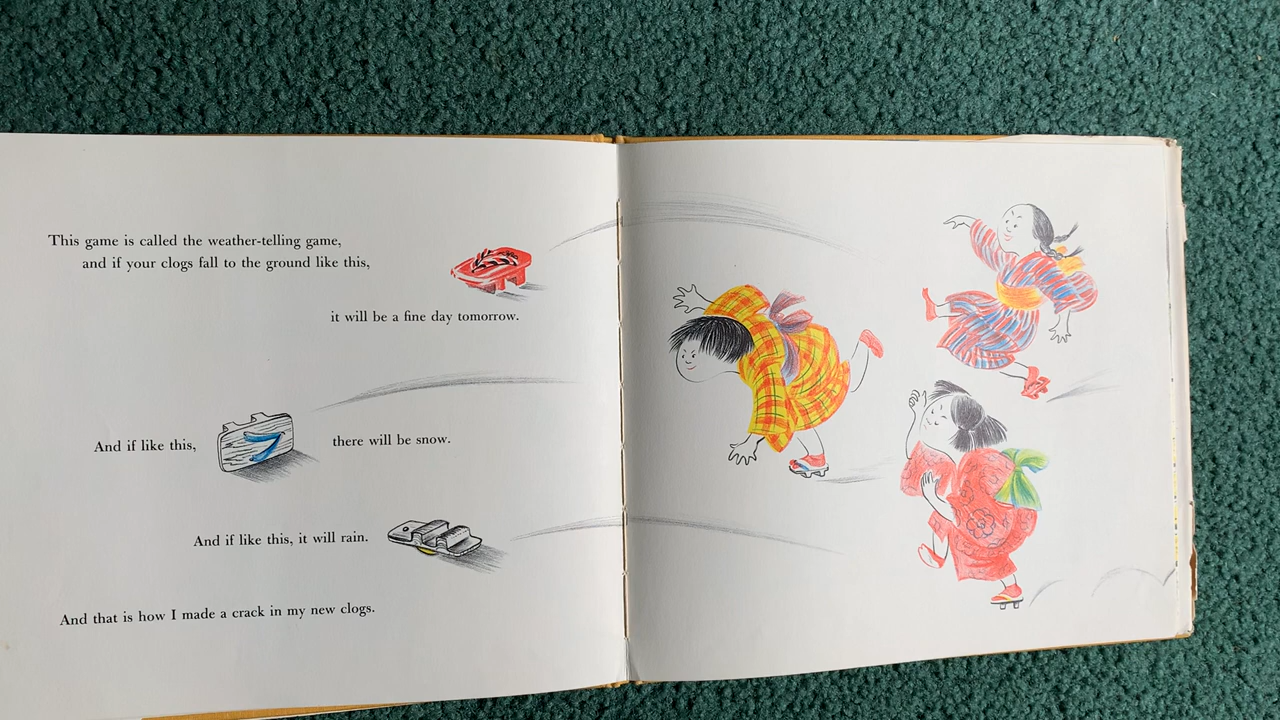 This game is called the weather-telling game,
and if your clogs fall to the ground like this,
it will be a fine day tomorrow.
And if like this,
there will be snow.
And if like this, it will rain.
And that is how I made a crack in my new clogs.